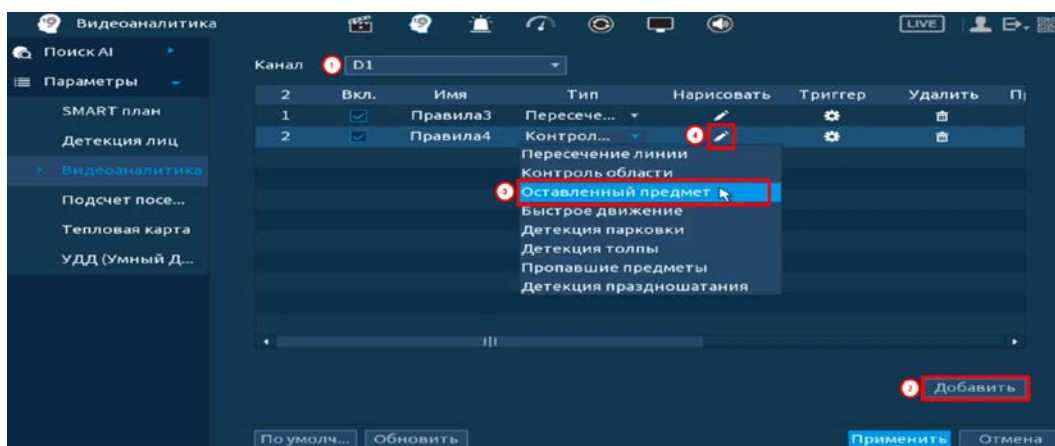 Видеоаналитика LIVE
Поиск AI
Параметры
SMART план
Детекция лиц
Видеоаналитика
Подсчет посе...
Тепловая карта
УДД (Умный Д...
Канал 1 D1
2 Вкл. Имя Тип Нарисовать Триггер Удалить
1 Правила3 Пересече...
2 Правила4 Контрол... 4
Пересечение линии
Контроль области
3 Оставленный предмет
Быстрое движение
Детекция парковки
Детекция толпы
Пропавшие предметы
Детекция праздношатания
2 Добавить
По умолч... Обновить Применить Отмена